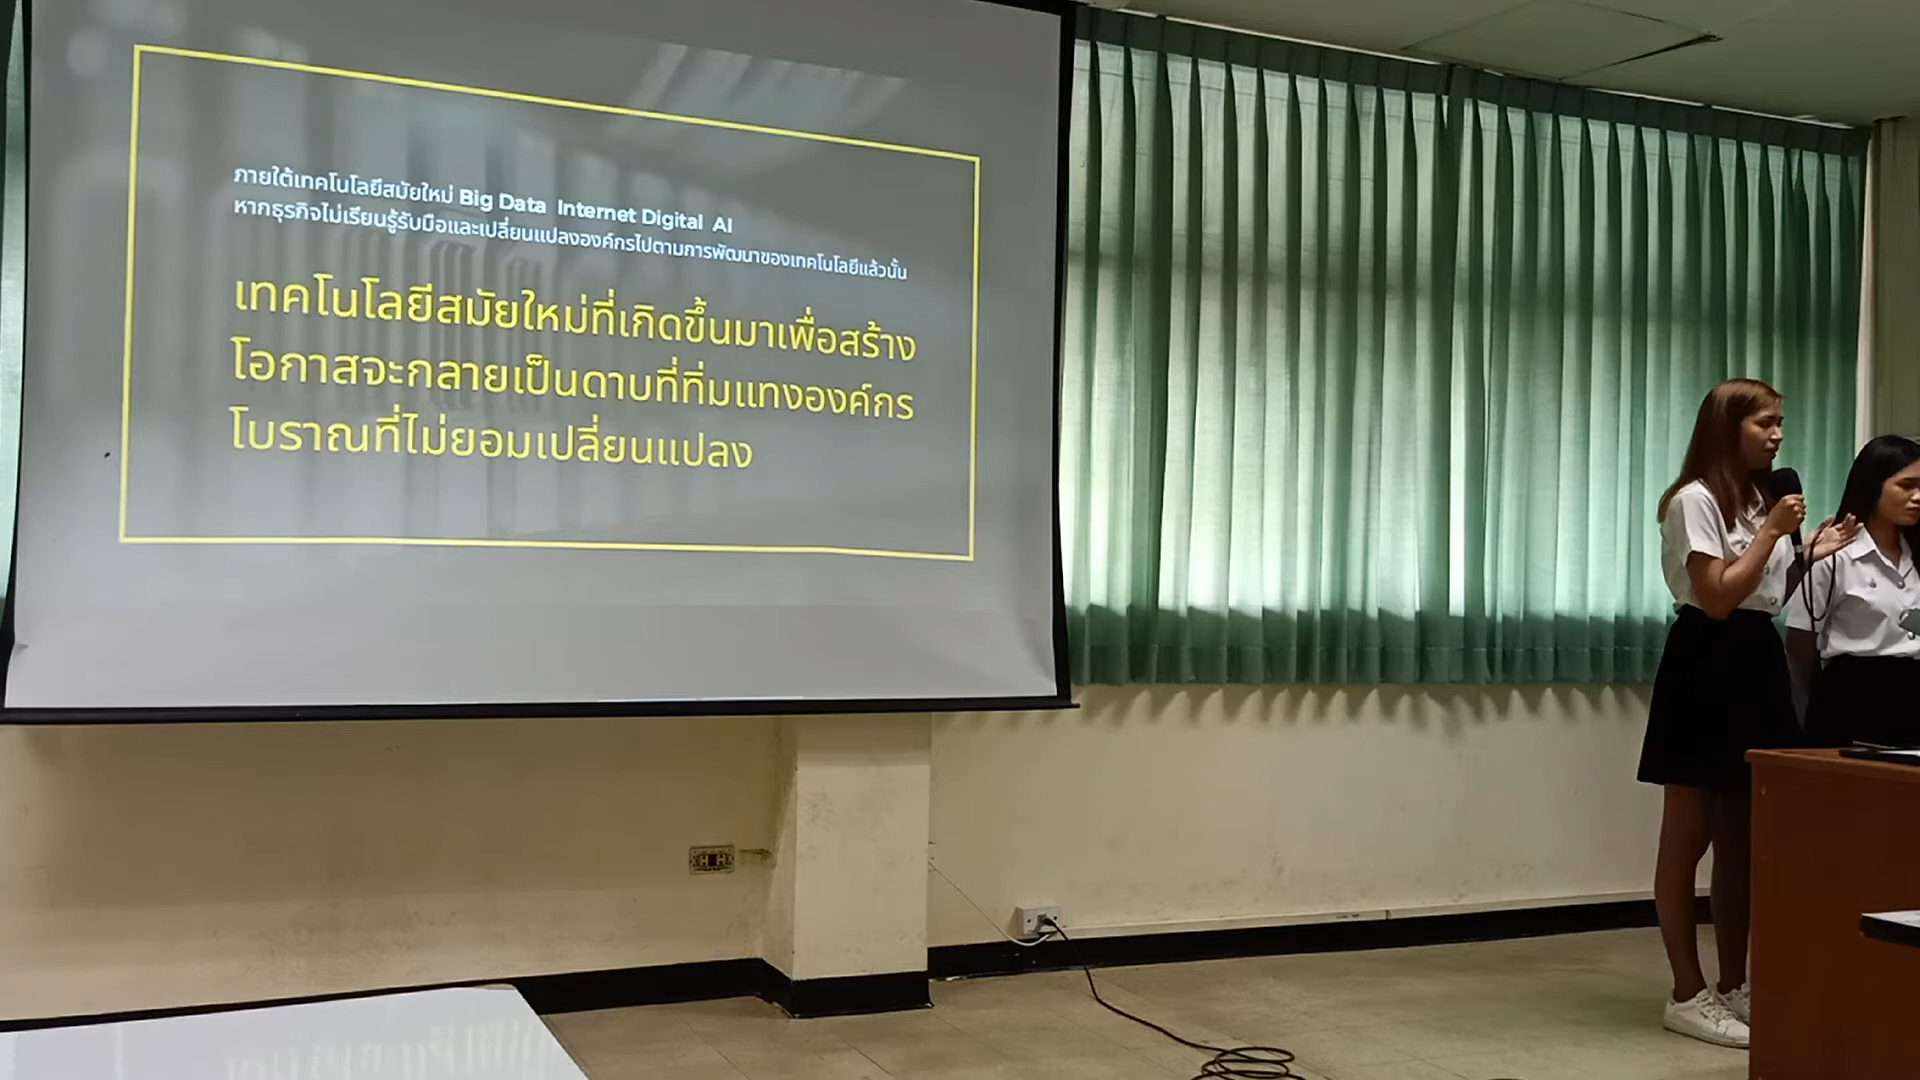 ภายใต้เทคโนโลยีสมัยใหม่ Big Data Internet Digital AI
หากธุรกิจไม่เรียนรู้รับมือและเปลี่ยนแปลงองค์กรไปตามการพัฒนาของเทคโนโลยีแล้วนั้น
เทคโนโลยีสมัยใหม่ที่เกิดขึ้นมาเพื่อสร้าง
โอกาสจะกลายเป็นดาบที่ทิ่มแทงองค์กร
โบราณที่ไม่ยอมเปลี่ยนแปลง